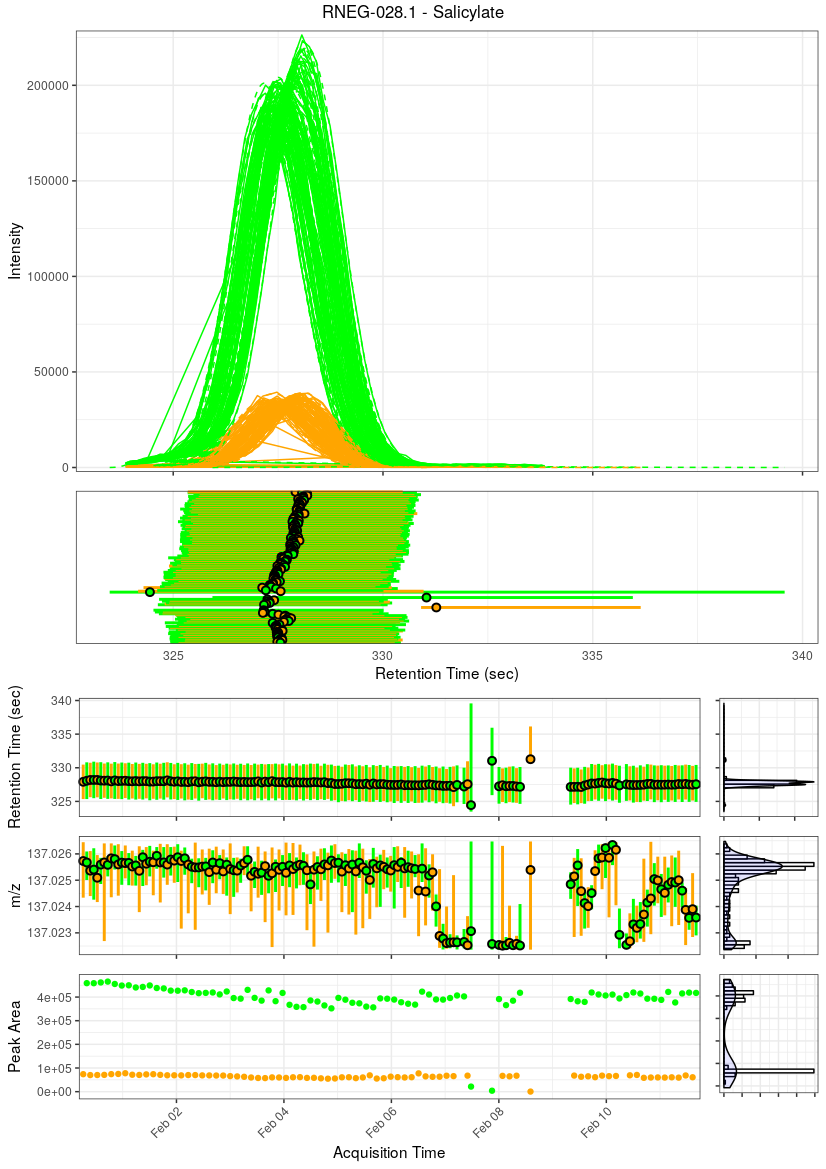 RNEG-028.1 - Salicylate
Intensity
200000
150000
100000
50000
0
325 330 335 340
Retention Time (sec)
Retention Time (sec)
340
335
330
325
m/z
137.026
137.025
137.024
137.023
Peak Area
4e+05
3e+05
2e+05
1e+05
0e+00
Feb 02 Feb 04 Feb 06 Feb 08 Feb 10
Acquisition Time